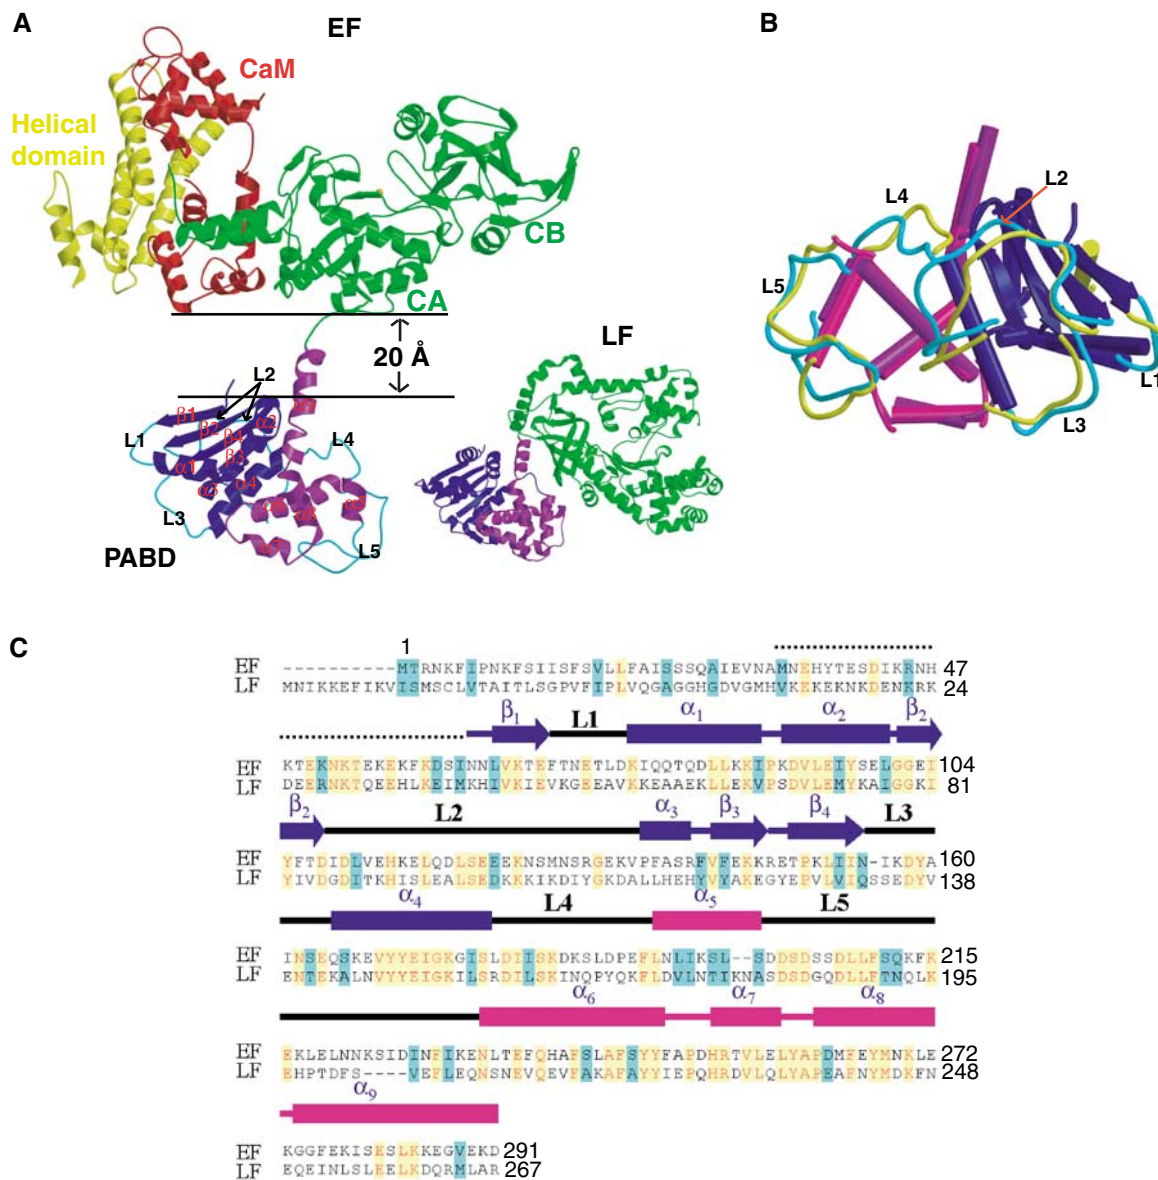 A
EF
CaM
Helical
domain
CB
CA
20 Å
LF
L2
β1
β2
β4
α2
L1
L4
β3
α1
α3
α4
L3
PABD
L5
B
L4
L2
L5
L1
L3
C
1
EF -----------MTRNKFIPNKFSIISFSVLLFAISSSQAIEVNAMNEHYTESDIKRNH 47
LF MNIKKEFIKVISMSCLVTAITLSGPVFIPLVQGAGGHGDVGMHVKEKEKNKDENKRK 24
β1 L1 α1 α2 β2
EF KTEKNKTEKEKFKDSINNLVKTEFTNETLDKIQQTQDLLKKIPKDVLEIYSELGGEI 104
LF DEERNKTQEEHLKEIMKHIVKIEVKGEEAVKKEAAEKLLEKVPSDVLEMYKAIGGKI 81
β2 L2 α3 β3 β4 L3
EF YFTDIDLVEHKELQDLSEEEKNSMNSRGEKVPFASRFVFEKKRETPKLIIN-IKDYA 160
LF YIVDGDITKHISLEALSEDKKKIKDIYGKDALLHEHYVYAKEGYEPVLVIQSSEDYV 138
α4 L4 α5 L5
EF INSEQSKEVYYEIGKGISLDIISKDKSLDPEFLNLIKSL--SDDSDSSDLLFSQKFK 215
LF ENTEKALNVYYEIGKILSRDILSKINQPYQKFLDVLNTIKNASDSDGQDLLFTNQLK 195
α6 α7 α8
EF EKLELNNKSIDINFIKENLTEFQHAFSLAFSYYFAPDHRTVLELYAPDMFEYMNKLE 272
LF EHPTDFS----VEFLEQNSNEVQEVFAKAFAYYIEPQHRDVLQLYAPEAFNYMDKFN 248
α9
EF KGGFEKISESLKKEGVEKD 291
LF EQEINLSLEELKDQRMLAR 267